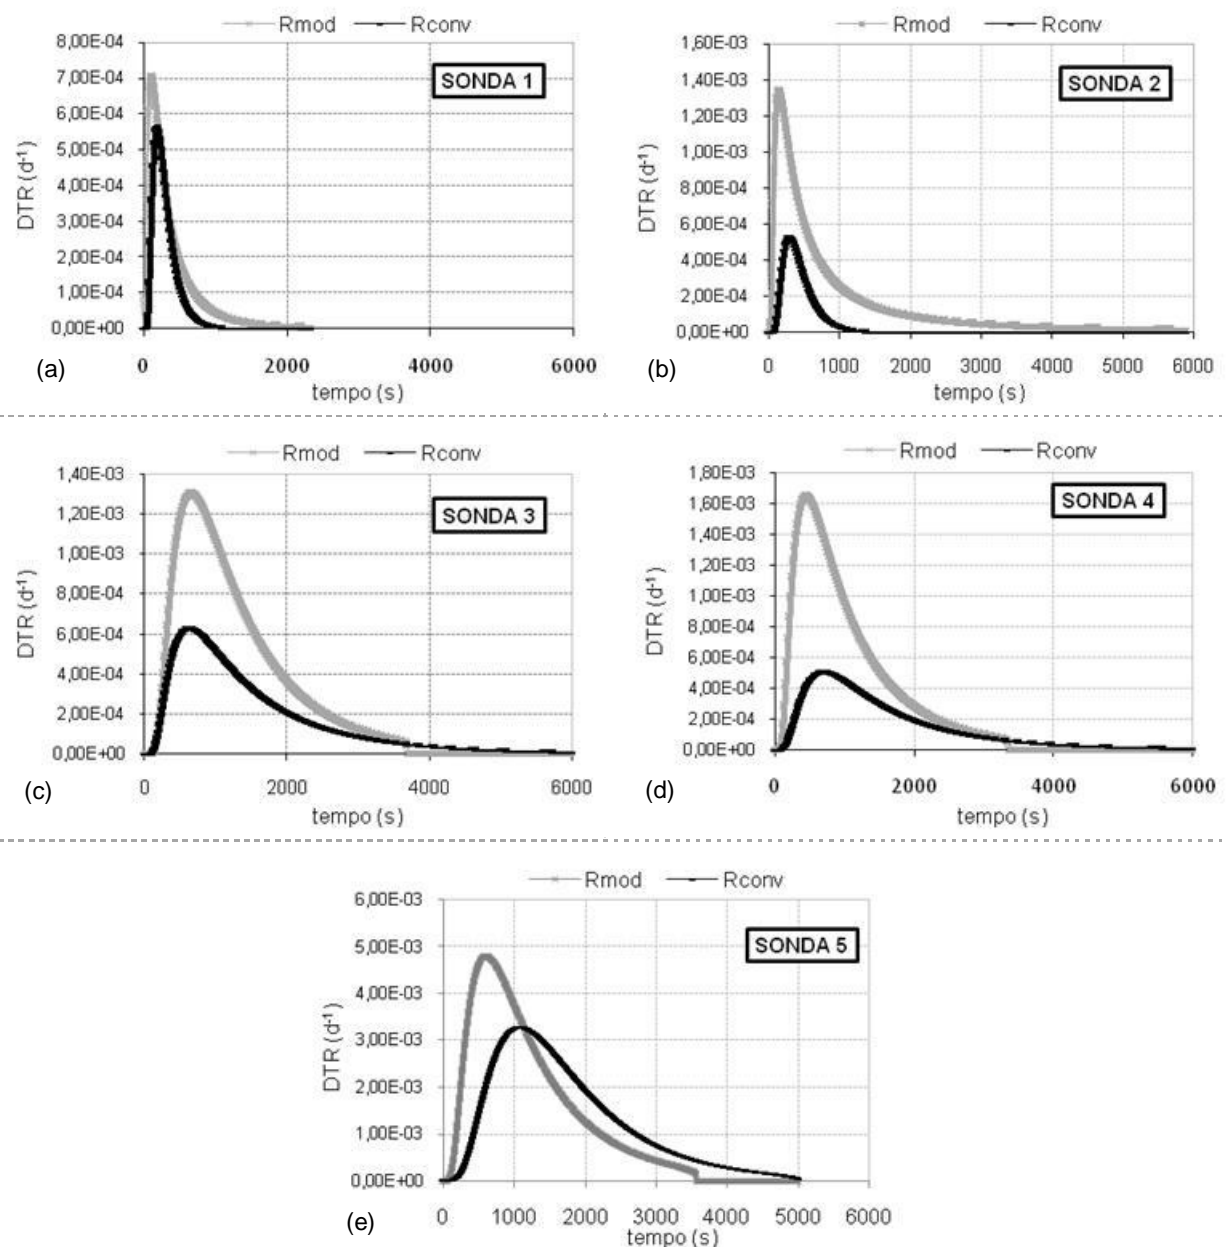 Rmod Rconv
SONDA 1
DTR (d-1)
8,00E-04
7,00E-04
6,00E-04
5,00E-04
4,00E-04
3,00E-04
2,00E-04
1,00E-04
0,00E+00
0 2000 4000 6000
tempo (s)
(a)
Rmod Rconv
SONDA 2
DTR (d-1)
1,60E-03
1,40E-03
1,20E-03
1,00E-03
8,00E-04
6,00E-04
4,00E-04
2,00E-04
0,00E+00
0 1000 2000 3000 4000 5000 6000
tempo (s)
(b)
Rmod Rconv
SONDA 3
DTR (d-1)
1,40E-03
1,20E-03
1,00E-03
8,00E-04
6,00E-04
4,00E-04
2,00E-04
0,00E+00
0 2000 4000 6000
tempo (s)
(c)
Rmod Rconv
SONDA 4
DTR (d-1)
1,80E-03
1,60E-03
1,40E-03
1,20E-03
1,00E-03
8,00E-04
6,00E-04
4,00E-04
2,00E-04
0,00E+00
0 2000 4000 6000
tempo (s)
(d)
Rmod Rconv
SONDA 5
DTR (d-1)
6,00E-03
5,00E-03
4,00E-03
3,00E-03
2,00E-03
1,00E-03
0,00E+00
0 1000 2000 3000 4000 5000 6000
tempo (s)
(e)